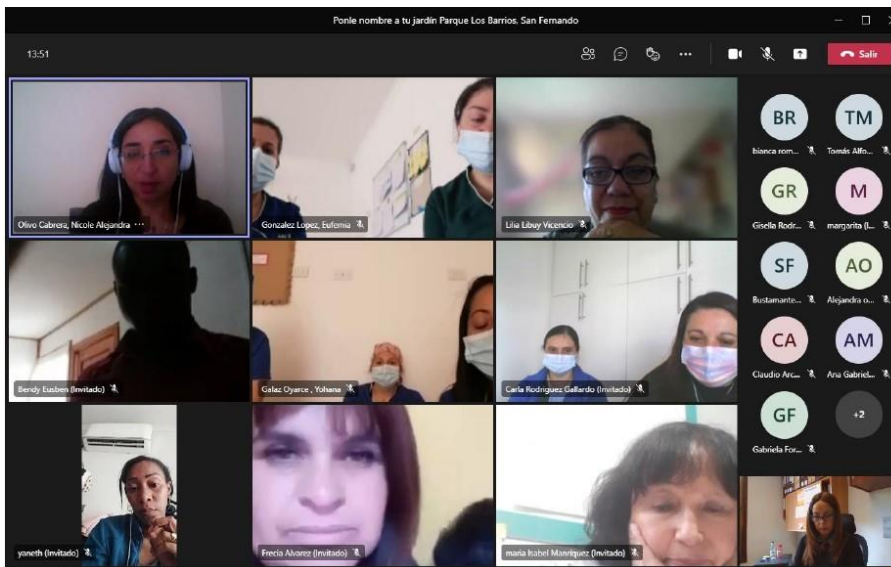 Ponle nombre a tu jardín Parque Los Barrios, San Fernando
13:51
Salir
Olivo Cabrera, Nicole Alejandra ...
Gonzalez Lopez, Eufemia
Lilia Libuy Vicencio
Bendy Eusben (Invitado)
Galaz Oyarce , Yohana
Carla Rodriguez Gallardo (Invitado)
yaneth (Invitado)
Frecia Alvarez (Invitado)
maria Isabel Manríquez (Invitado)
BR
bianca rom...
TM
Tomás Alfo...
GR
Gisella Rodr...
M
margarita (I...
SF
Bustamante...
AO
Alejandra o...
CA
Claudio Arc...
AM
Ana Gabriel...
GF
Gabriela For...
+2